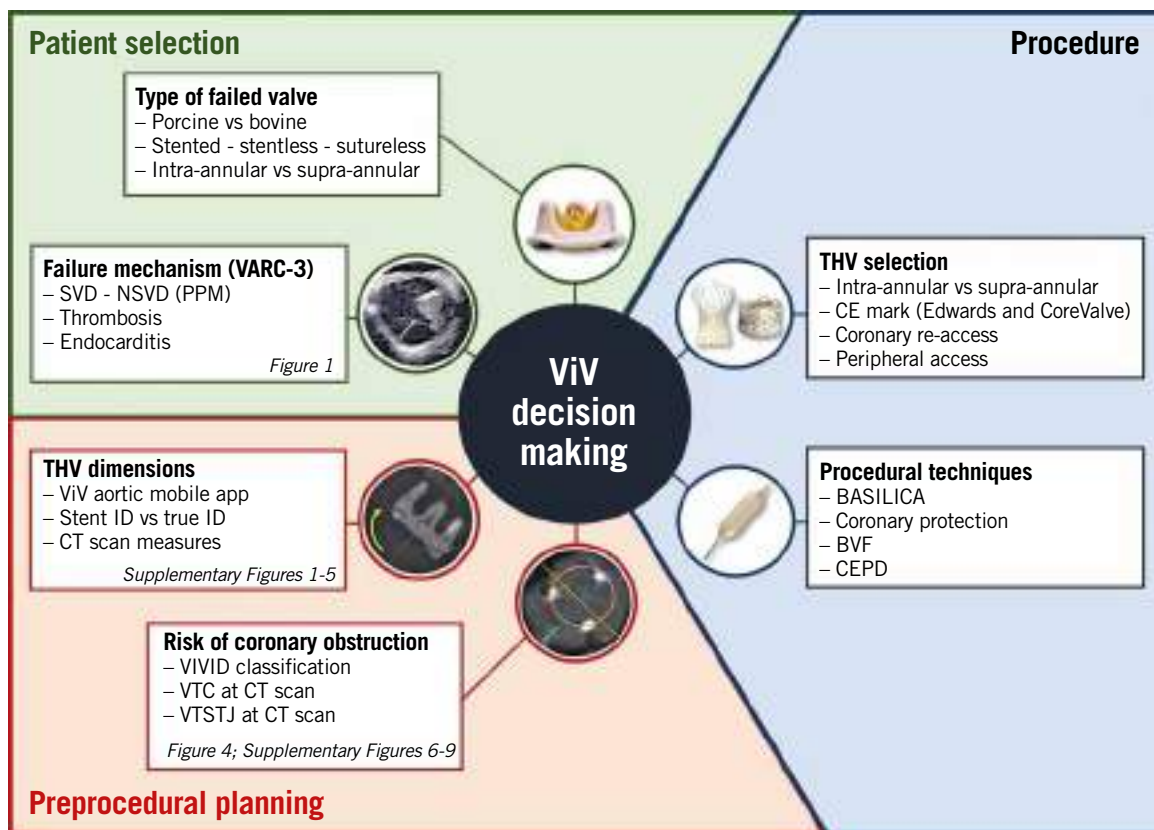 Patient selection
Type of failed valve
– Porcine vs bovine
– Stented - stentless - sutureless
– Intra-annular vs supra-annular
Failure mechanism (VARC-3)
– SVD - NSVD (PPM)
– Thrombosis
– Endocarditis
Figure 1
Procedure
THV selection
– Intra-annular vs supra-annular
– CE mark (Edwards and CoreValve)
– Coronary re-access
– Peripheral access
ViV
decision
making
THV dimensions
– ViV aortic mobile app
– Stent ID vs true ID
– CT scan measures
Supplementary Figures 1-5
Procedural techniques
– BASILICA
– Coronary protection
– BVF
– CEPD
Risk of coronary obstruction
– VIVID classification
– VTC at CT scan
– VTSTJ at CT scan
Figure 4; Supplementary Figures 6-9
Preprocedural planning